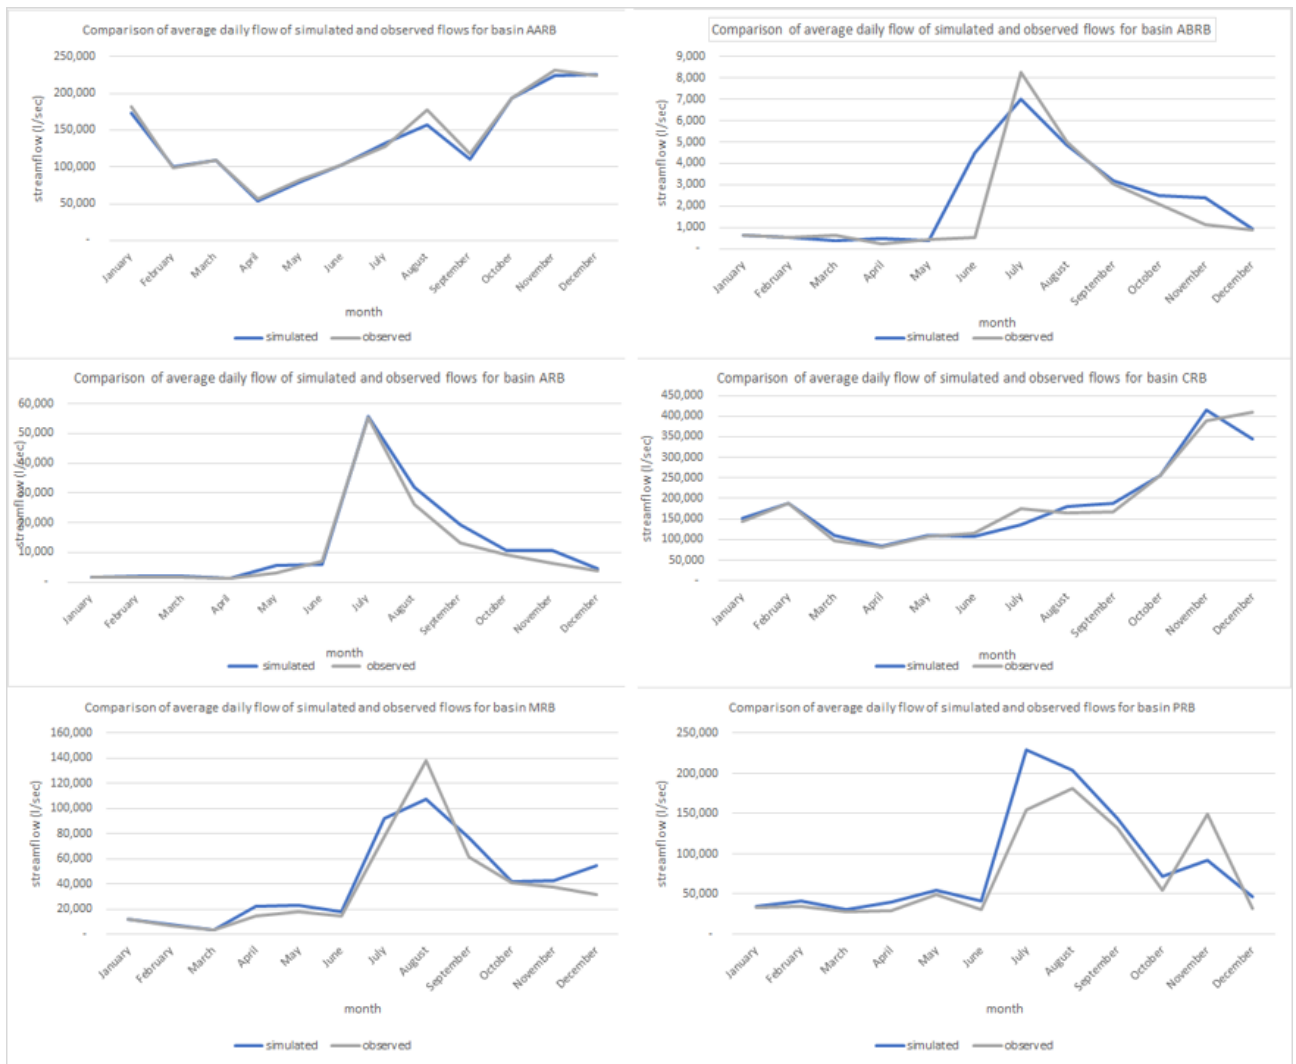 Comparison of average daily flow of simulated and observed flows for basin AARB
250,000
200,000
150,000
100,000
50,000
-
streamflow (l/sec)
January
February
March
April
May
June
July
August
September
October
November
December
month
simulated
observed
Comparison of average daily flow of simulated and observed flows for basin ABRB
9,000
8,000
7,000
6,000
5,000
4,000
3,000
2,000
1,000
-
streamflow (l/sec)
January
February
March
April
May
June
July
August
September
October
November
December
month
simulated
observed
Comparison of average daily flow of simulated and observed flows for basin ARB
60,000
50,000
40,000
30,000
20,000
10,000
-
streamflow (l/sec)
January
February
March
April
May
June
July
August
September
October
November
December
month
simulated
observed
Comparison of average daily flow of simulated and observed flows for basin CRB
450,000
400,000
350,000
300,000
250,000
200,000
150,000
100,000
50,000
-
streamflow (l/sec)
January
February
March
April
May
June
July
August
September
October
November
December
month
simulated
observed
Comparison of average daily flow of simulated and observed flows for basin MRB
160,000
140,000
120,000
100,000
80,000
60,000
40,000
20,000
-
streamflow (l/sec)
January
February
March
April
May
June
July
August
September
October
November
December
month
simulated
observed
Comparison of average daily flow of simulated and observed flows for basin PRB
250,000
200,000
150,000
100,000
50,000
-
streamflow (l/sec)
January
February
March
April
May
June
July
August
September
October
November
December
month
simulated
observed